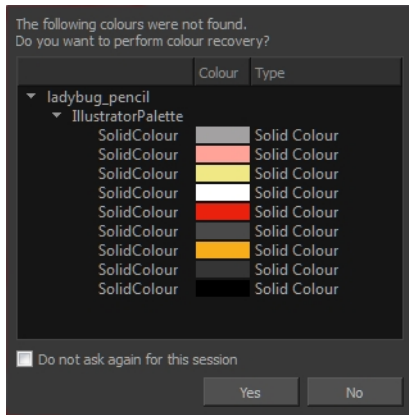 The following colours were not found.
Do you want to perform colour recovery?
Colour Type
ladybug_pencil
IllustratorPalette
SolidColour Solid Colour
SolidColour Solid Colour
SolidColour Solid Colour
SolidColour Solid Colour
SolidColour Solid Colour
SolidColour Solid Colour
SolidColour Solid Colour
SolidColour Solid Colour
SolidColour Solid Colour
Do not ask again for this session
Yes No